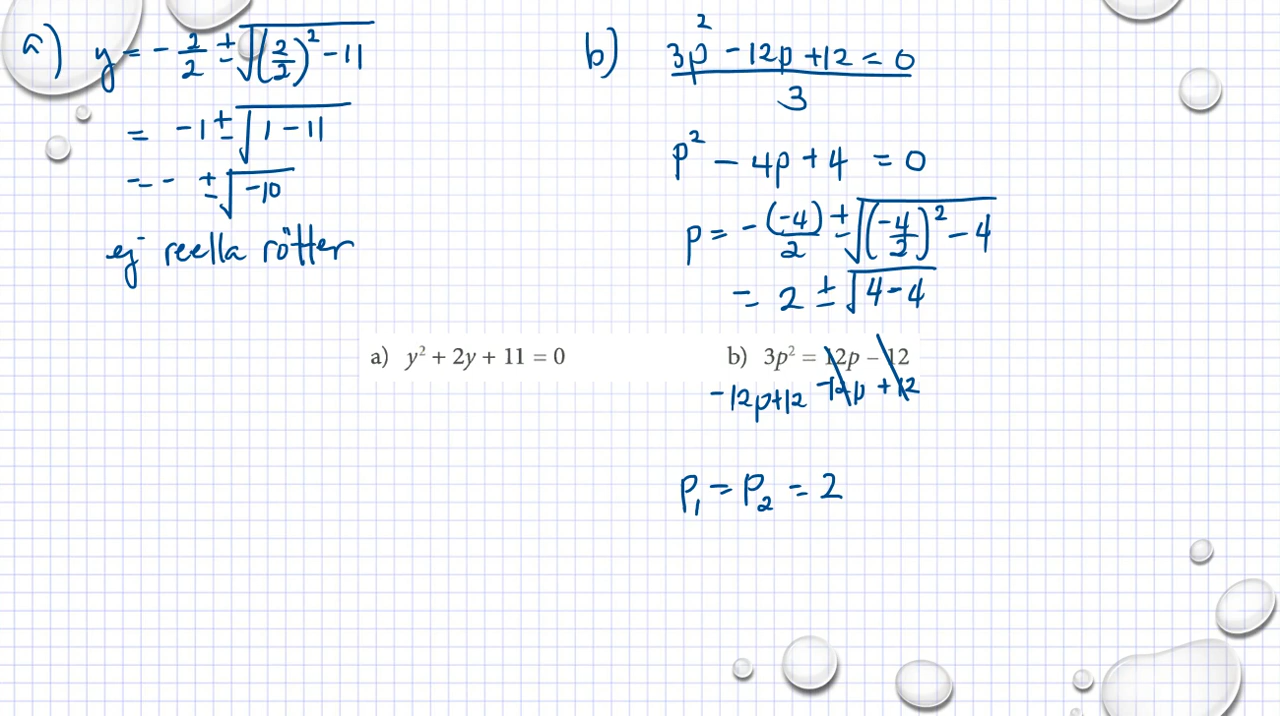 a) y = - 2/2 ± √((2/2)² - 11)
= -1 ± √(1 - 11)
= - ± √(-10)
ej reella rötter
b) 3p² - 12p + 12 = 0
3
p² - 4p + 4 = 0
p = - (-4)/2 ± √((-4/2)² - 4)
= 2 ± √(4 - 4)
a) y² + 2y + 11 = 0
b) 3p² = 12p – 12
-12p+12 -12p +12
p₁ = p₂ = 2